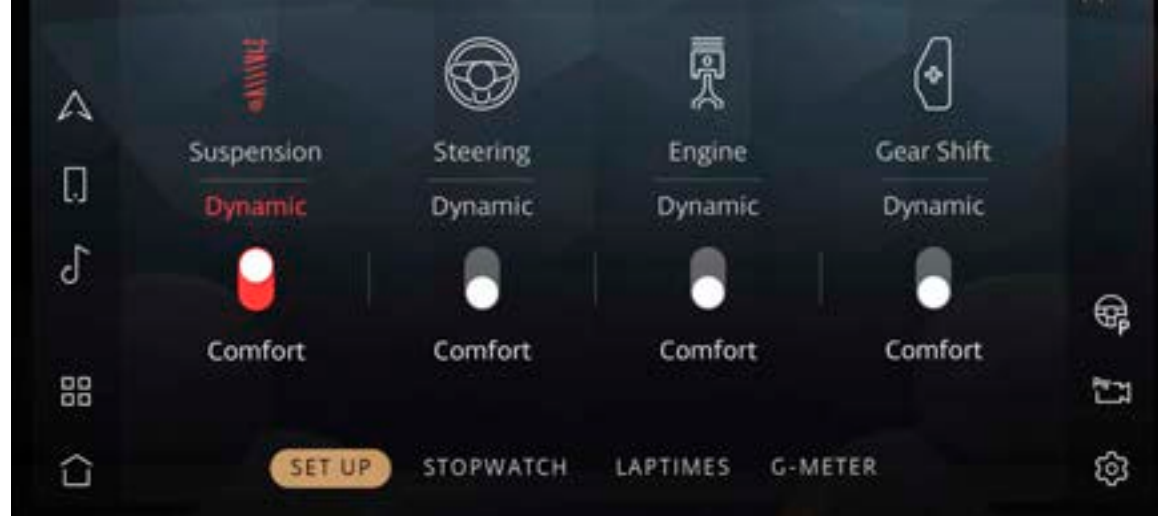 Suspension Steering Engine Gear Shift
Dynamic Dynamic Dynamic Dynamic
Comfort Comfort Comfort Comfort
P
SET UP STOPWATCH LAPTIMES G-METER